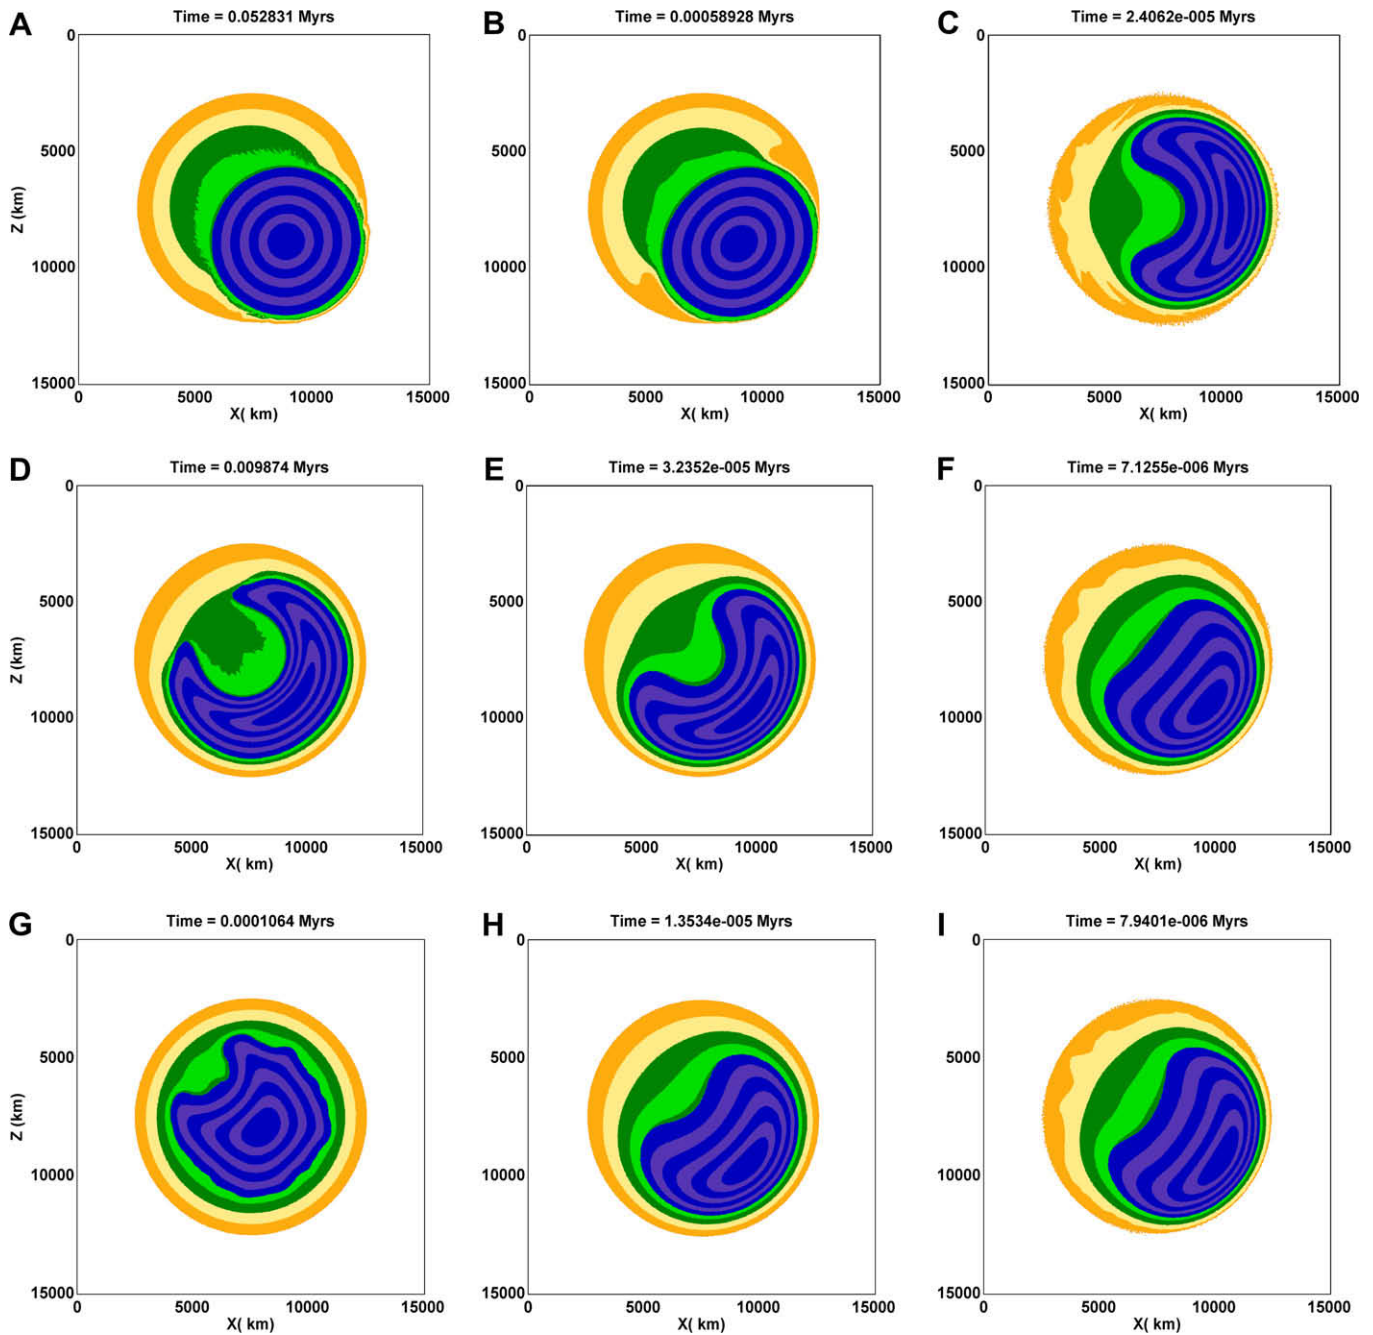 A
Time = 0.052831 Myrs
B
Time = 0.00058928 Myrs
C
Time = 2.4062e-005 Myrs
0
5000
10000
15000
Z (km)
0 5000 10000 15000
X( km)
0
5000
10000
15000
0 5000 10000 15000
X( km)
0
5000
10000
15000
0 5000 10000 15000
X( km)
D
Time = 0.009874 Myrs
E
Time = 3.2352e-005 Myrs
F
Time = 7.1255e-006 Myrs
0
5000
10000
15000
Z (km)
0 5000 10000 15000
X( km)
0
5000
10000
15000
0 5000 10000 15000
X( km)
0
5000
10000
15000
0 5000 10000 15000
X( km)
G
Time = 0.0001064 Myrs
H
Time = 1.3534e-005 Myrs
I
Time = 7.9401e-006 Myrs
0
5000
10000
15000
Z (km)
0 5000 10000 15000
X( km)
0
5000
10000
15000
0 5000 10000 15000
X( km)
0
5000
10000
15000
0 5000 10000 15000
X( km)